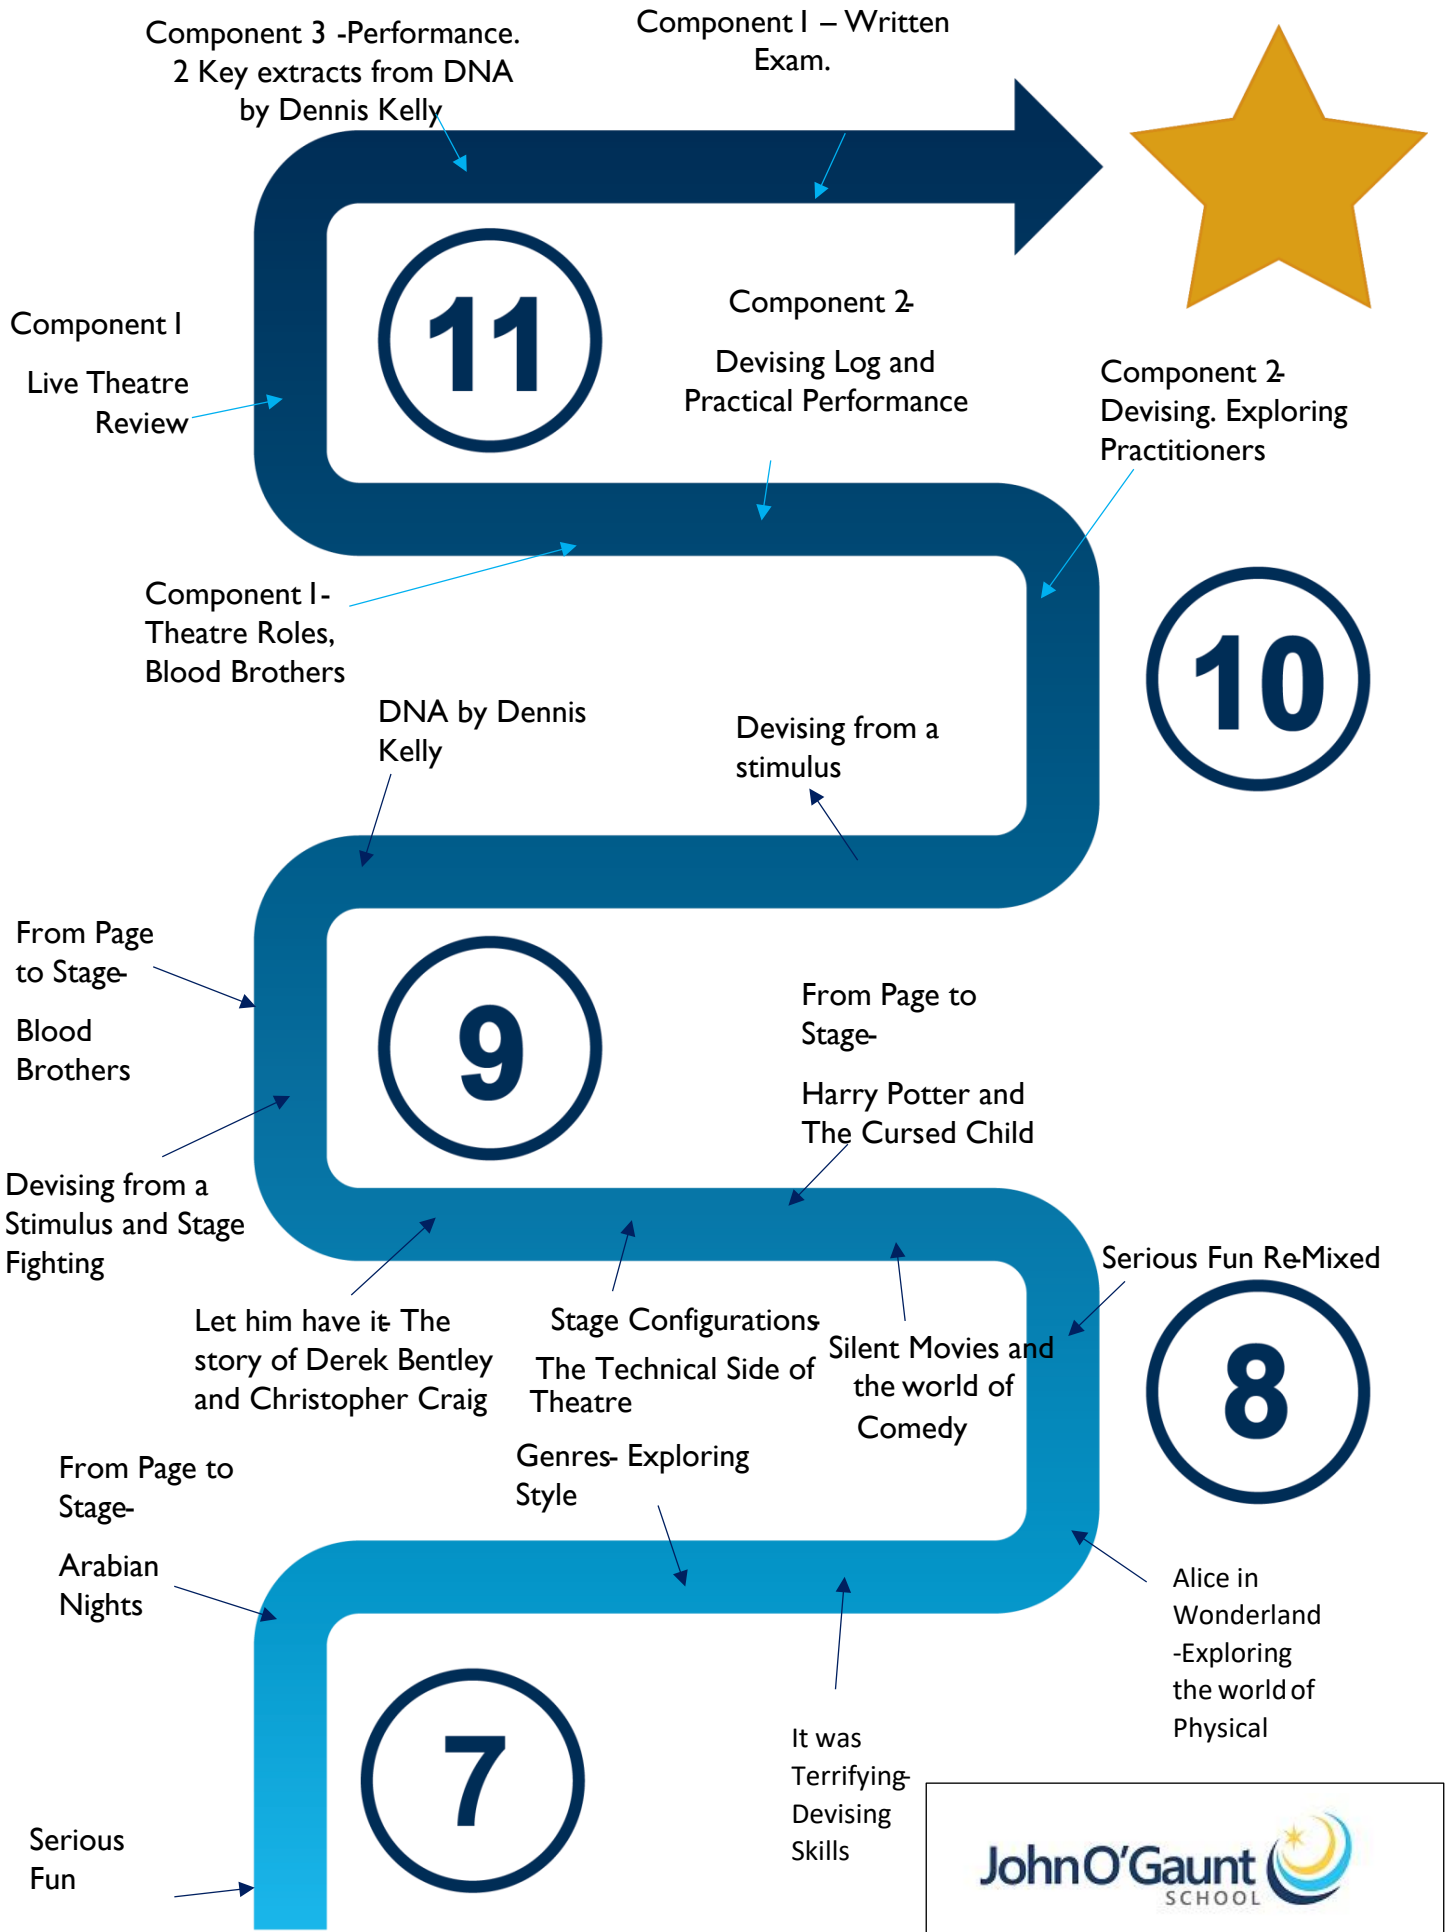 Component 3 -Performance.
2 Key extracts from DNA
by Dennis Kelly
Component 1 – Written
Exam.
11
Component 1
Live Theatre
Review
Component 2-
Devising Log and
Practical Performance
Component 2-
Devising. Exploring
Practitioners
Component 1-
Theatre Roles,
Blood Brothers
10
DNA by Dennis
Kelly
Devising from a
stimulus
From Page
to Stage-
Blood
Brothers
9
From Page to
Stage-
Harry Potter and
The Cursed Child
Devising from a
Stimulus and Stage
Fighting
Let him have it- The
story of Derek Bentley
and Christopher Craig
Stage Configurations-
The Technical Side of
Theatre
Silent Movies and
the world of
Comedy
Serious Fun Re-Mixed
8
From Page to
Stage-
Arabian
Nights
Genres- Exploring
Style
Alice in
Wonderland
-Exploring
the world of
Physical
7
It was
Terrifying-
Devising
Skills
Serious
Fun
John O'Gaunt
SCHOOL